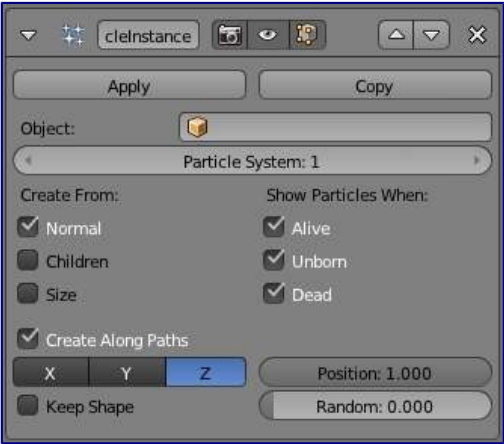 cleInstance
Apply Copy
Object:
Particle System: 1
Create From: Show Particles When:
Normal Alive
Children Unborn
Size Dead
Create Along Paths
X Y Z Position: 1.000
Keep Shape Random: 0.000